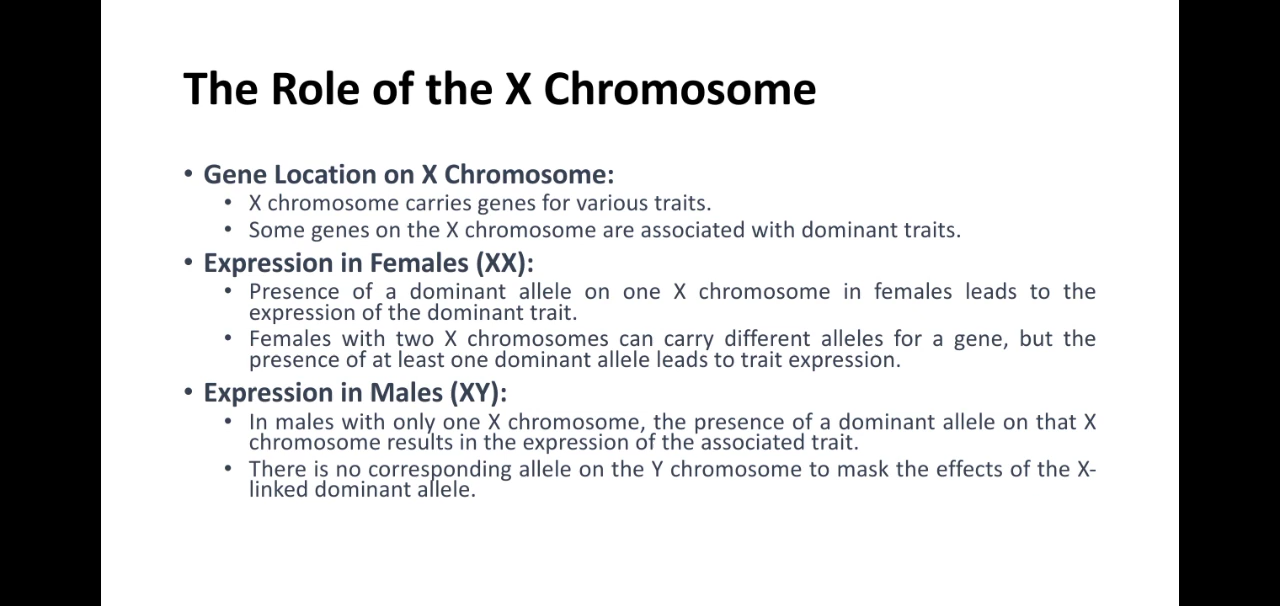 The Role of the X Chromosome
• Gene Location on X Chromosome:
• X chromosome carries genes for various traits.
• Some genes on the X chromosome are associated with dominant traits.
• Expression in Females (XX):
• Presence of a dominant allele on one X chromosome in females leads to the
expression of the dominant trait.
• Females with two X chromosomes can carry different alleles for a gene, but the
presence of at least one dominant allele leads to trait expression.
• Expression in Males (XY):
• In males with only one X chromosome, the presence of a dominant allele on that X
chromosome results in the expression of the associated trait.
• There is no corresponding allele on the Y chromosome to mask the effects of the X-
linked dominant allele.